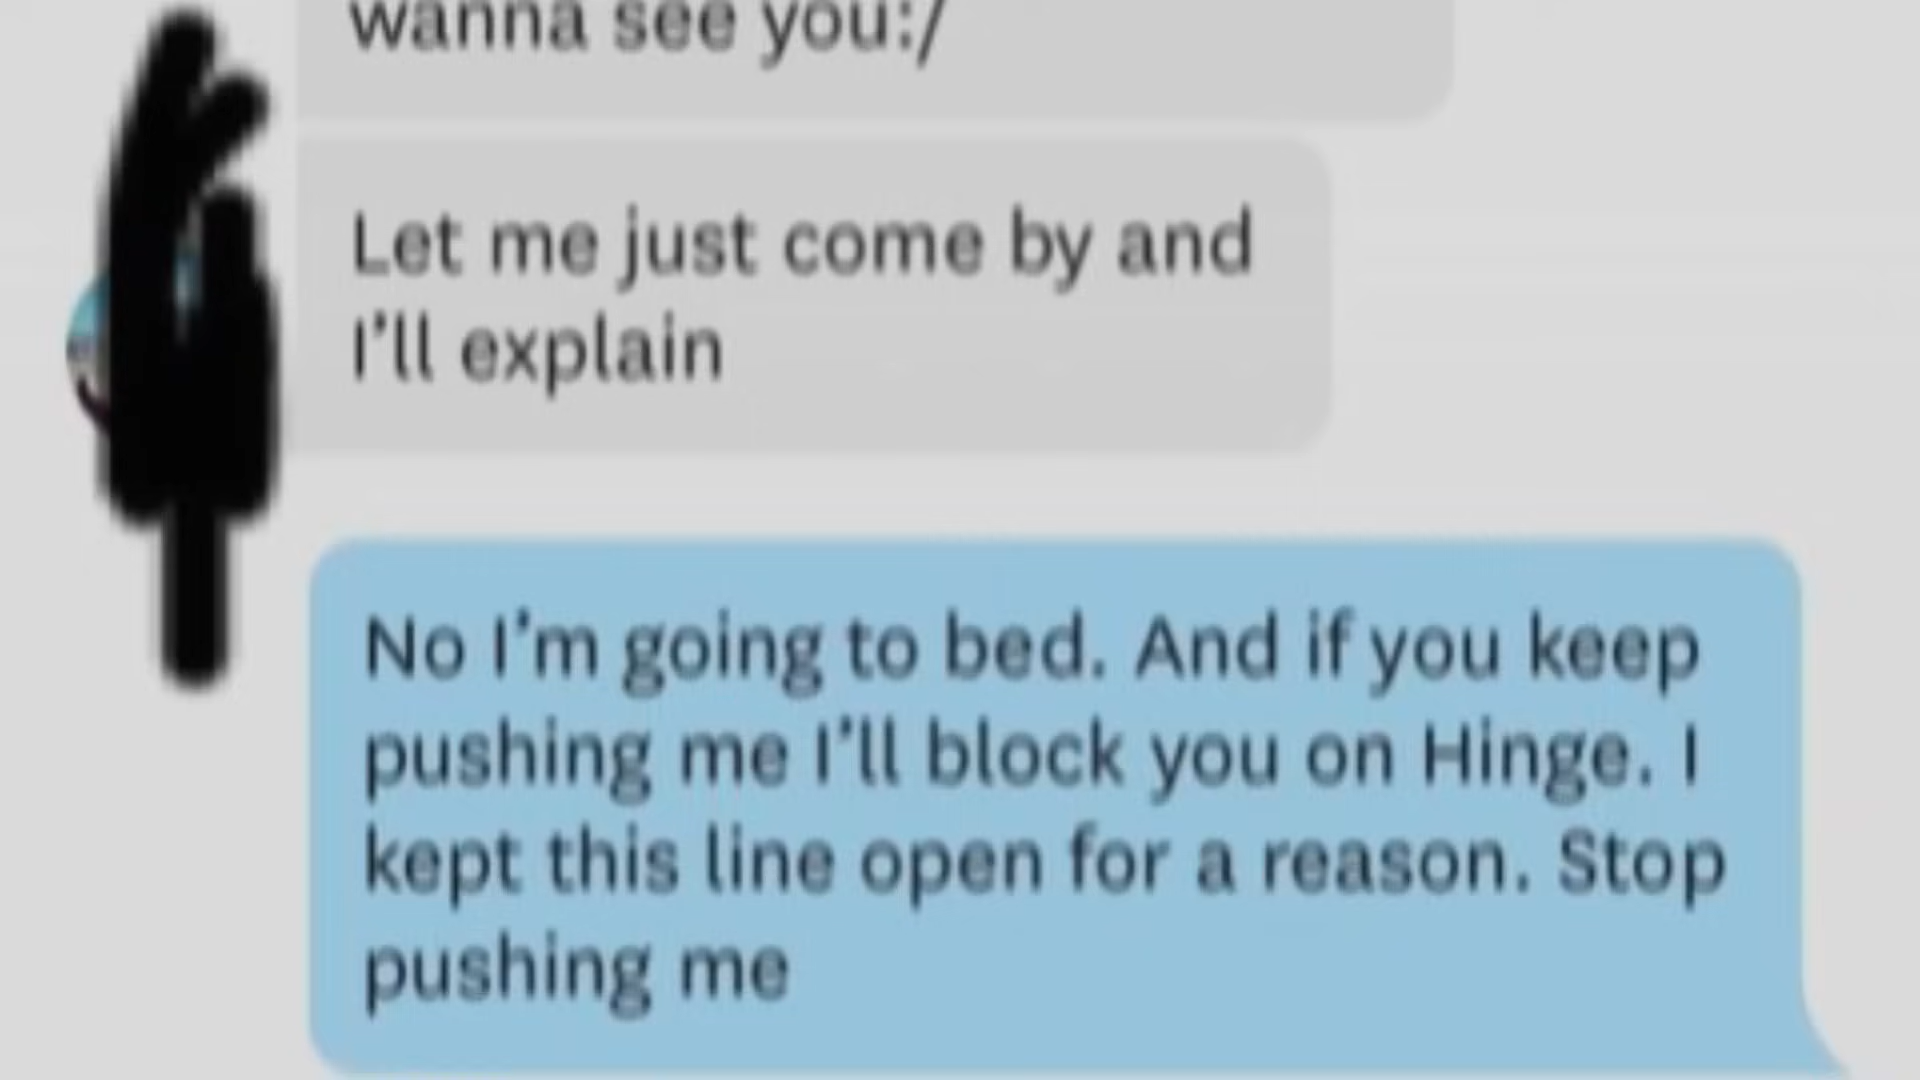 wanna see you:/
Let me just come by and
I'll explain
No I'm going to bed. And if you keep
pushing me I'll block you on Hinge. I
kept this line open for a reason. Stop
pushing me